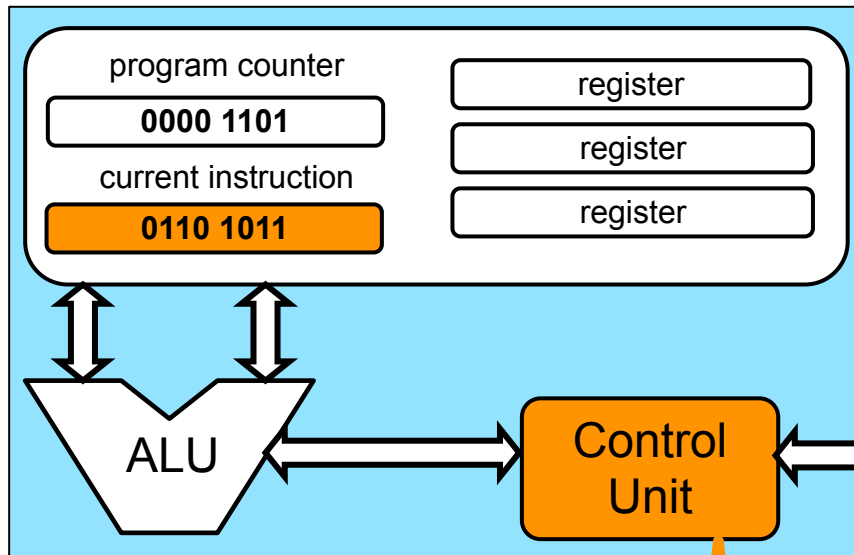 program counter
0000 1101
current instruction
0110 1011
register
register
register
ALU
Control
Unit